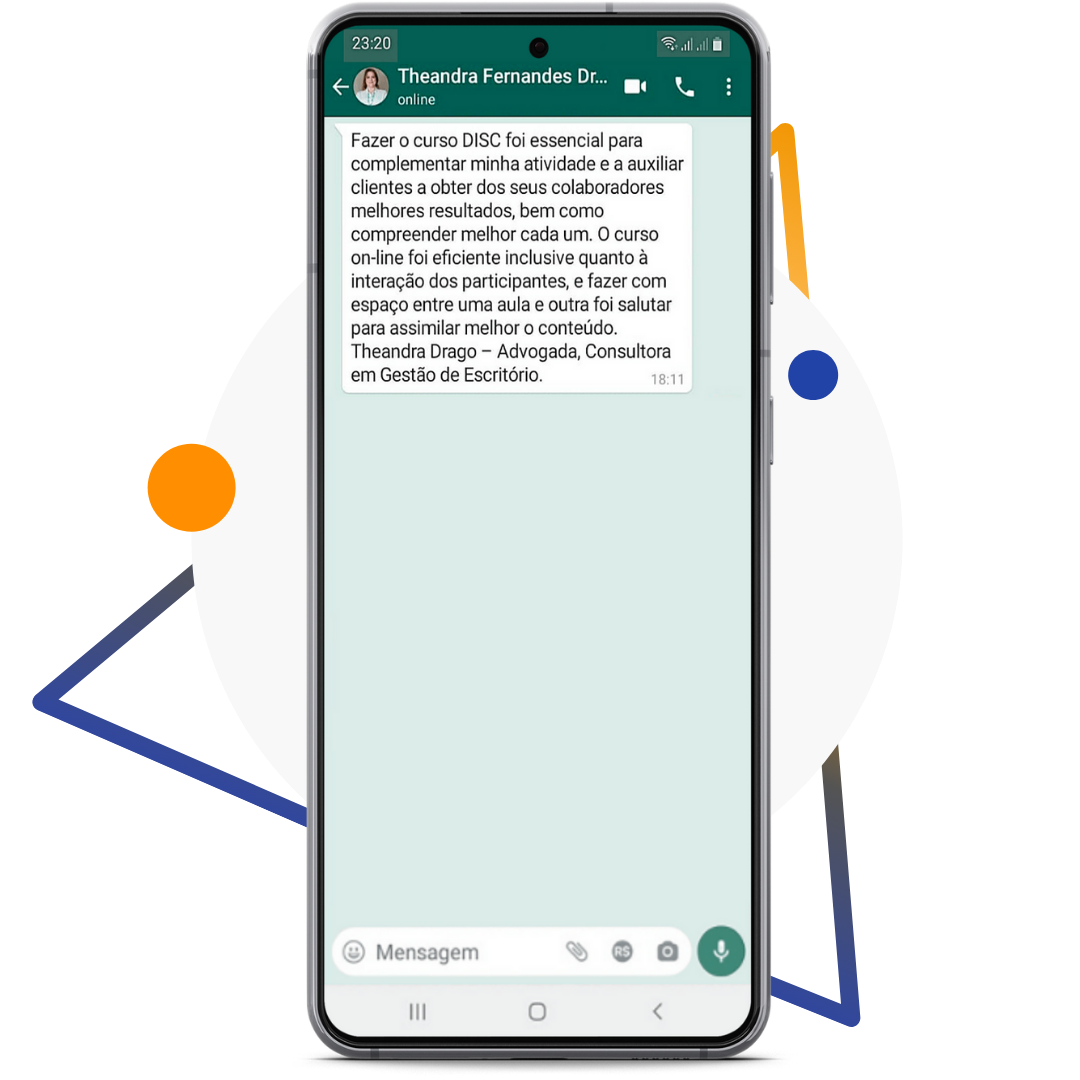 23:20
Theandra Fernandes Dr...
online
Fazer o curso DISC foi essencial para
complementar minha atividade e a auxiliar
clientes a obter dos seus colaboradores
melhores resultados, bem como
compreender melhor cada um. O curso
on-line foi eficiente inclusive quanto à
interação dos participantes, e fazer com
espaço entre uma aula e outra foi salutar
para assimilar melhor o conteúdo.
Theandra Drago – Advogada, Consultora
em Gestão de Escritório.
18:11
Mensagem
R$